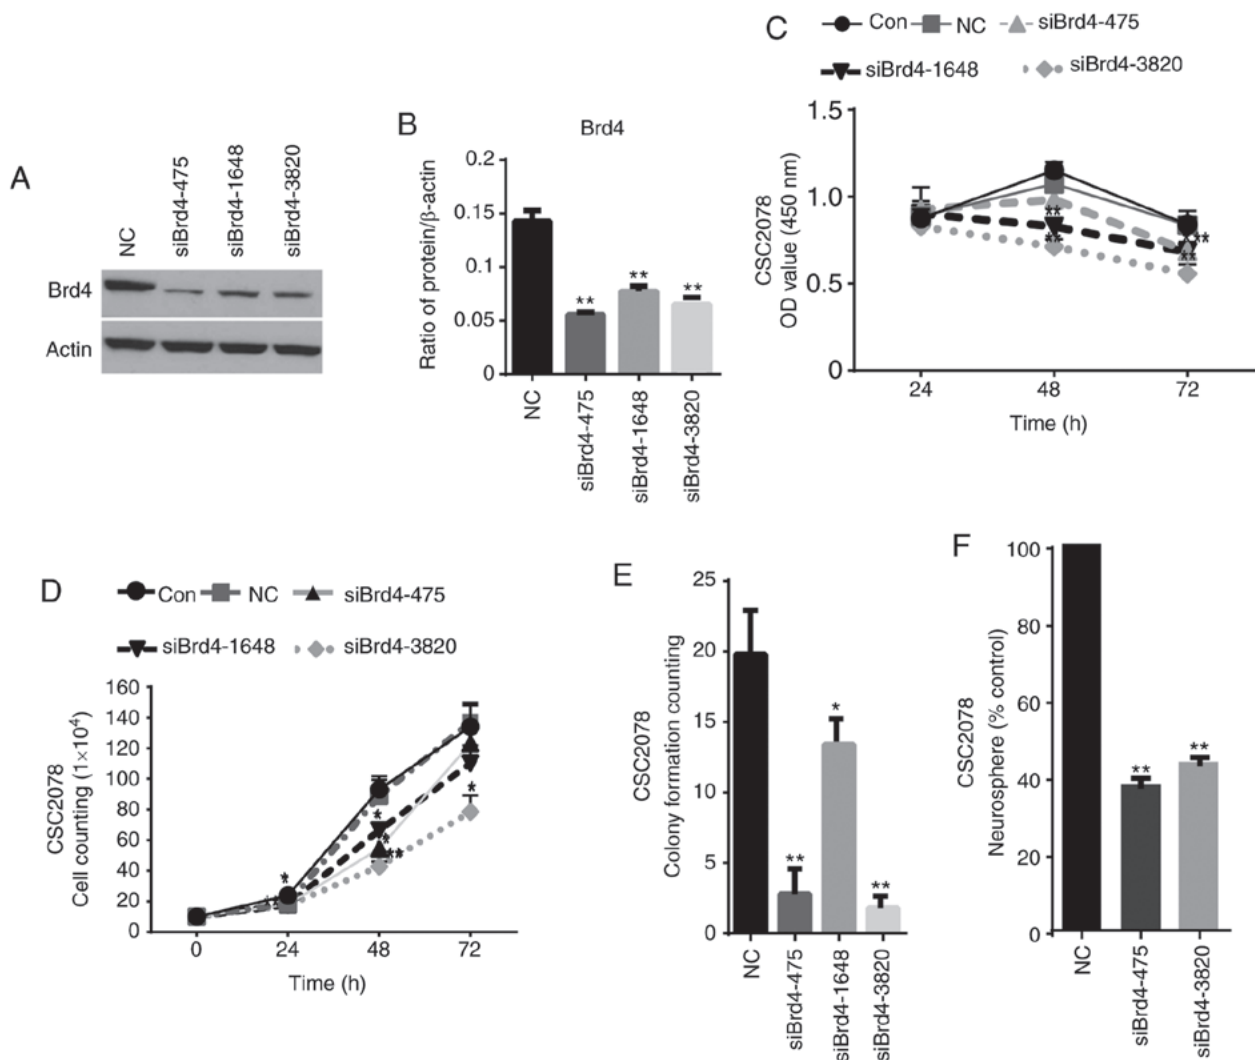 A
NC
siBrd4-475
siBrd4-1648
siBrd4-3820
Brd4
Actin
B
Brd4
Ratio of protein/β-actin
0.2
0.15
0.1
0.05
0
**
**
**
NC
siBrd4-475
siBrd4-1648
siBrd4-3820
C
Con NC siBrd4-475
siBrd4-1648 siBrd4-3820
CSC2078
OD value (450 nm)
1.5
1.0
0.5
0
**
**
**
**
24 48 72
Time (h)
D
Con NC siBrd4-475
siBrd4-1648 siBrd4-3820
CSC2078
Cell counting (1×10⁴)
160
140
120
100
80
60
40
20
0
*
*
*
**
*
0 24 48 72
Time (h)
E
CSC2078
Colony formation counting
25
20
15
10
5
0
**
*
**
NC
siBrd4-475
siBrd4-1648
siBrd4-3820
F
CSC2078
Neurosphere (% control)
100
80
60
40
20
0
**
**
NC
siBrd4-475
siBrd4-3820